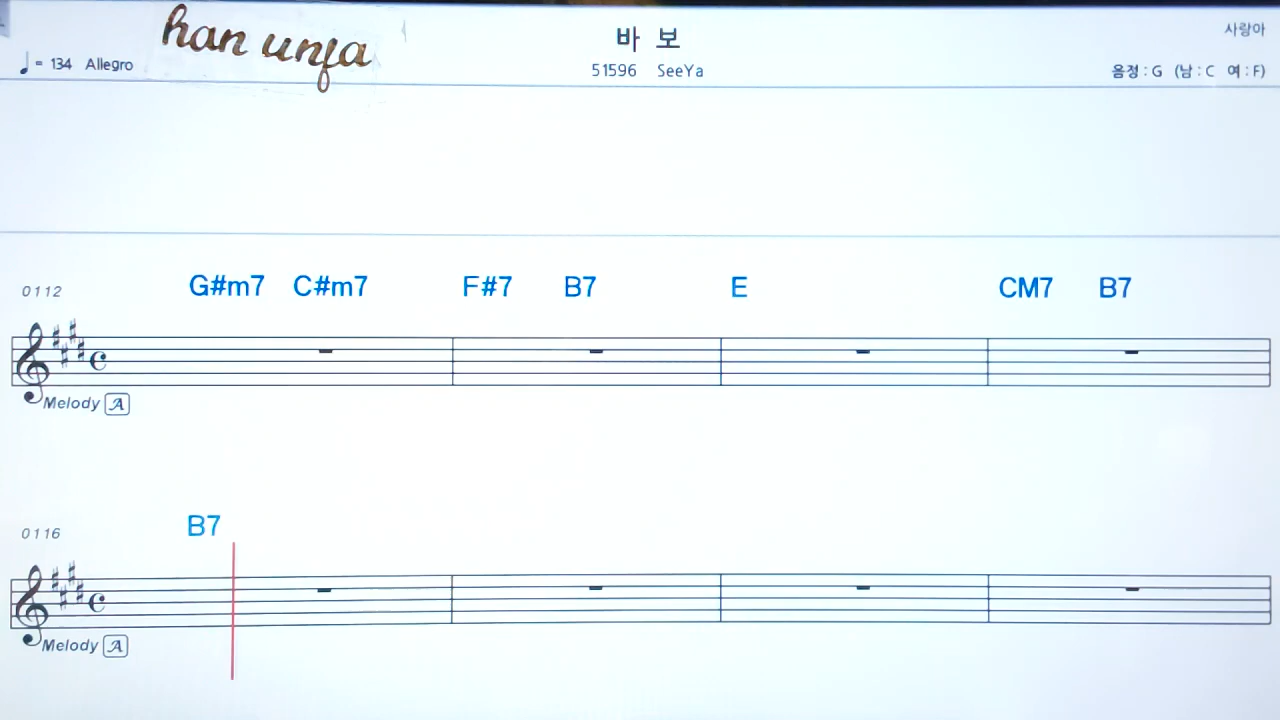 han unja
바 보
사랑아
♩= 134 Allegro
51596 SeeYa
음정 : G (남 : C 여 : F)
0112
G#m7 C#m7 F#7 B7 E CM7 B7
Melody A
0116
B7
Melody A